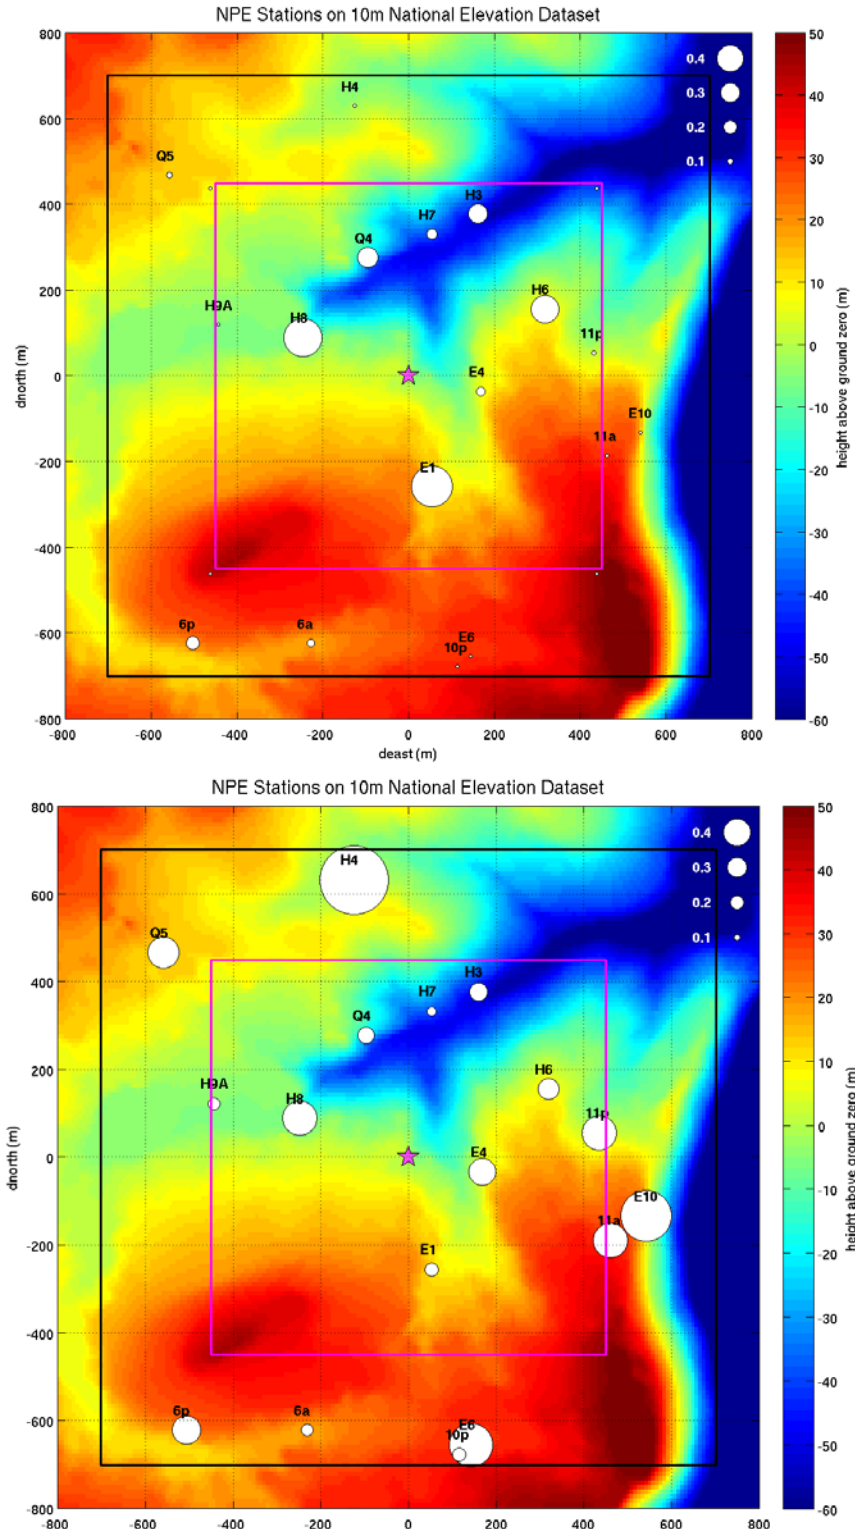 NPE Stations on 10m National Elevation Dataset
800
600
400
200
0
-200
-400
-600
-800
dnorth (m)
-800
-600
-400
-200
0
200
400
600
800
deast (m)
H4
Q5
H3
H7
Q4
H9A
H8
H6
11p
E4
E10
11a
E1
6p
6a
E6
10p
0.4
0.3
0.2
0.1
50
40
30
20
10
0
-10
-20
-30
-40
-50
-60
height above ground zero (m)
NPE Stations on 10m National Elevation Dataset
800
600
400
200
0
-200
-400
-600
-800
dnorth (m)
-800
-600
-400
-200
0
200
400
600
800
H4
Q5
H3
H7
Q4
H9A
H8
H6
11p
E4
E10
11a
E1
6p
6a
E6
10p
0.4
0.3
0.2
0.1
50
40
30
20
10
0
-10
-20
-30
-40
-50
-60
height above ground zero (m)